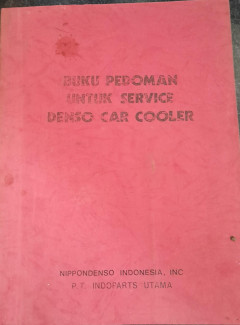 BUKU PEDOMAN
UNTUK SERVICE
DENSO CAR COOLER
NIPPONDENSO INDONESIA, INC
P.T. INDOPARTS UTAMA